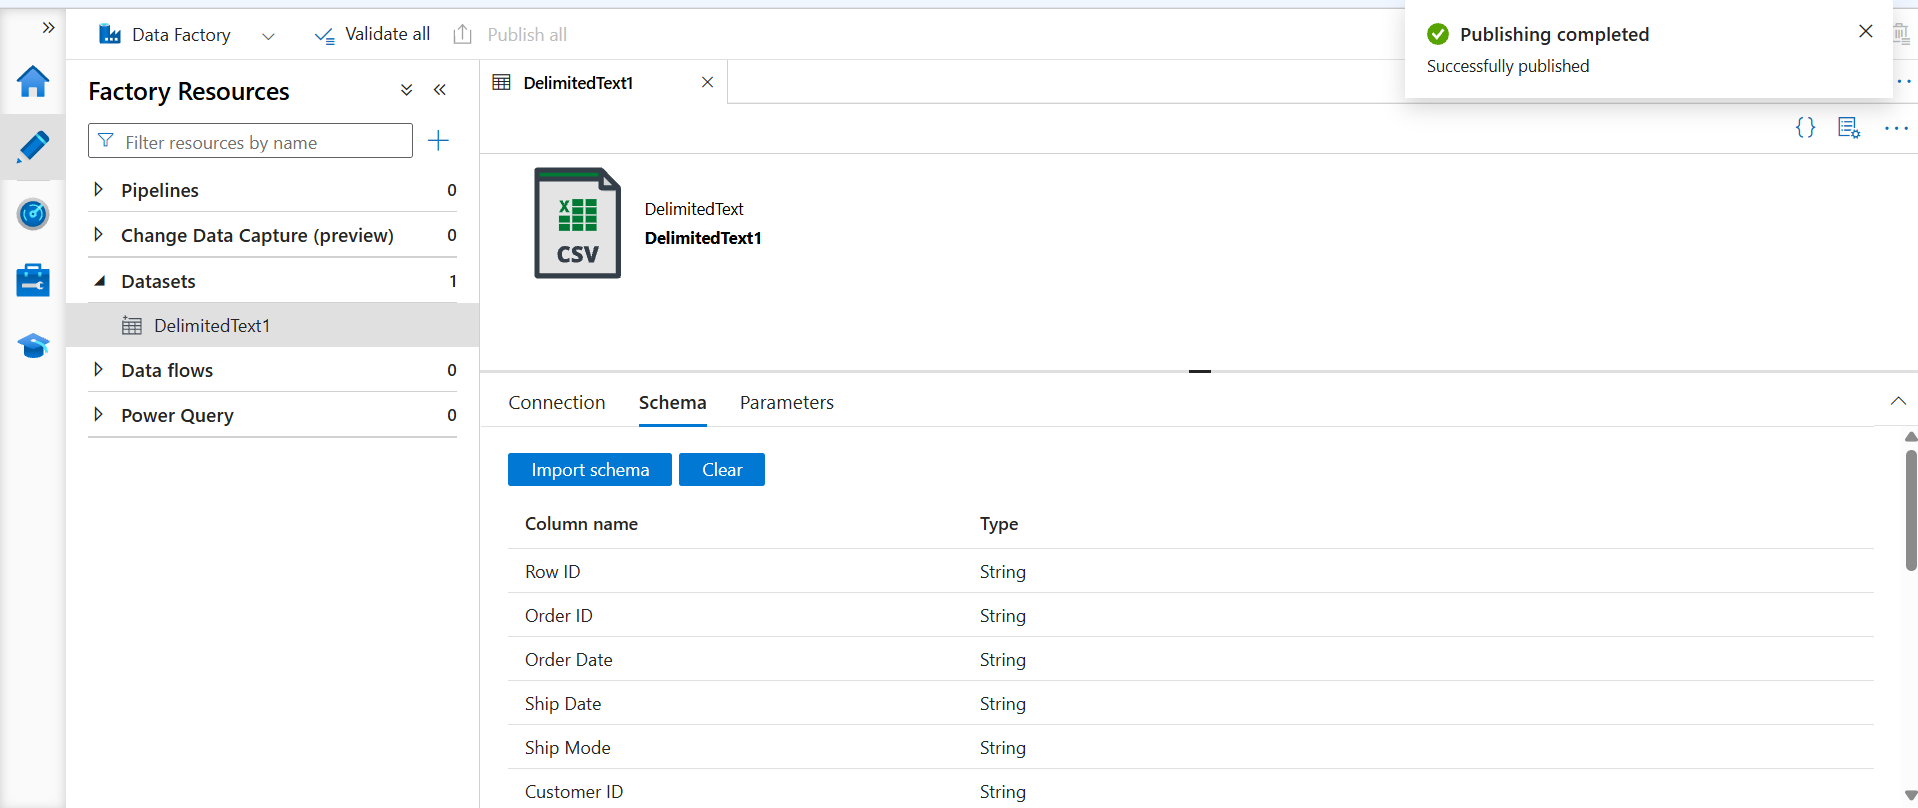 Data Factory
Validate all
Publish all
Publishing completed
Successfully published
Factory Resources
Filter resources by name
Pipelines 0
Change Data Capture (preview) 0
Datasets 1
DelimitedText1
Data flows 0
Power Query 0
DelimitedText1
X
CSV
DelimitedText
DelimitedText1
Connection Schema Parameters
Import schema Clear
Column name Type
Row ID String
Order ID String
Order Date String
Ship Date String
Ship Mode String
Customer ID String